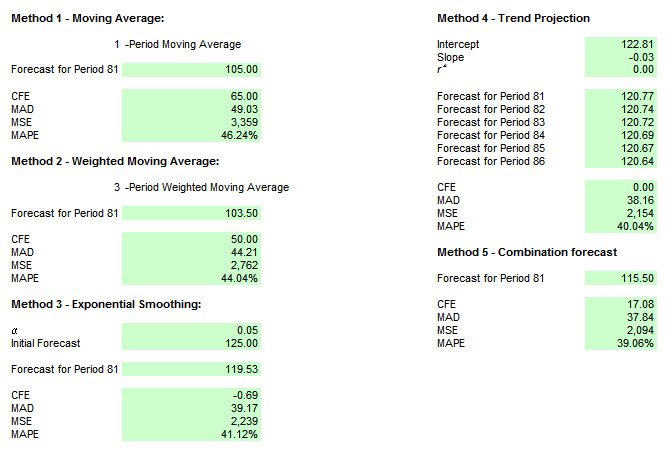 Method 1 - Moving Average:
1 -Period Moving Average
Forecast for Period 81 105.00
CFE 65.00
MAD 49.03
MSE 3,359
MAPE 46.24%
Method 2 - Weighted Moving Average:
3 -Period Weighted Moving Average
Forecast for Period 81 103.50
CFE 50.00
MAD 44.21
MSE 2,762
MAPE 44.04%
Method 3 - Exponential Smoothing:
α 0.05
Initial Forecast 125.00
Forecast for Period 81 119.53
CFE -0.69
MAD 39.17
MSE 2,239
MAPE 41.12%
Method 4 - Trend Projection
Intercept 122.81
Slope -0.03
r² 0.00
Forecast for Period 81 120.77
Forecast for Period 82 120.74
Forecast for Period 83 120.72
Forecast for Period 84 120.69
Forecast for Period 85 120.67
Forecast for Period 86 120.64
CFE 0.00
MAD 38.16
MSE 2,154
MAPE 40.04%
Method 5 - Combination forecast
Forecast for Period 81 115.50
CFE 17.08
MAD 37.84
MSE 2,094
MAPE 39.06%